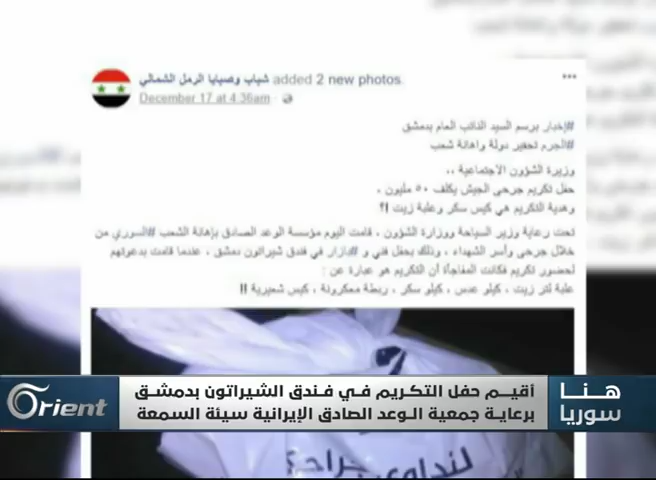 شباب وصبايا الرمل الشمالي added 2 new photos.
December 17 at 4:36am
#إخبار برسم السيد النائب العام بدمشق
#الجرم تحقير دولة واهانة شعب
وزيرة الشؤون الاجتماعية ..
حفل تكريم جرحى الجيش يكلف ٥٠ مليون ،
وهدية التكريم هي كيس سكر وعلبة زيت !؟
تحت رعاية وزير السياحة ووزارة الشؤون ، قامت اليوم مؤسسة الوعد الصادق بإهانة الشعب #السوري من
خلال جرحى وأسر الشهداء ، وذلك بحفل فني و #بازار في فندق شيراتون دمشق ، عندما قامت بدعوتهم
لحضور تكريم فكانت المفاجأة أن التكريم هو عبارة عن :
علبة لتر زيت ، كيلو عدس ، كيلو سكر ، ربطة معكرونة ، كيس شعيرية !!
هنا
سوريا
أقيم حفل التكريم في فندق الشيراتون بدمشق
برعاية جمعية الوعد الصادق الإيرانية سيئة السمعة
Orient
لنداوي جراح؟